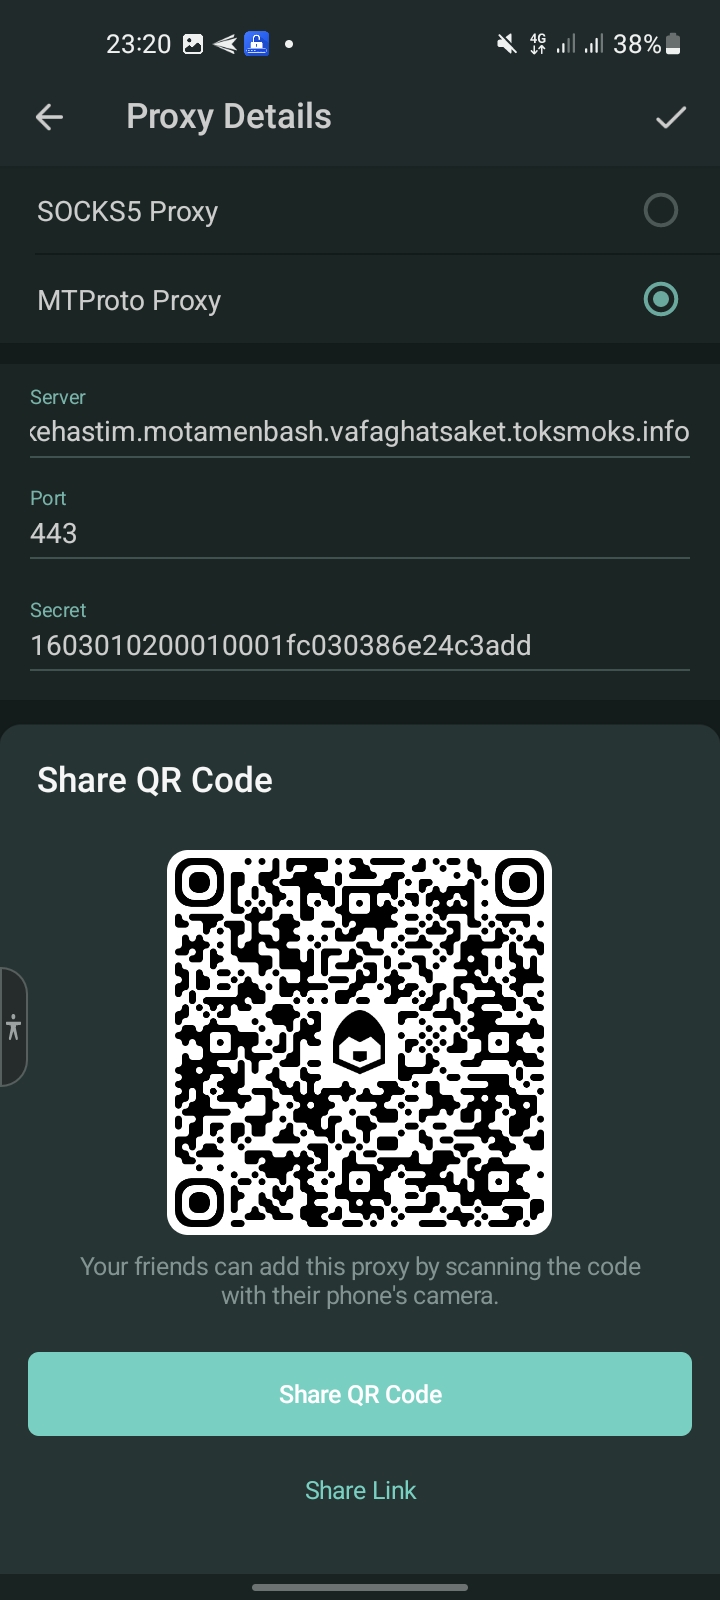 23:20
4G
38%
Proxy Details
SOCKS5 Proxy
MTProto Proxy
Server
kehastim.motamenbash.vafaghatsaket.toksmoks.info
Port
443
Secret
1603010200010001fc030386e24c3add
Share QR Code
Your friends can add this proxy by scanning the code
with their phone's camera.
Share QR Code
Share Link